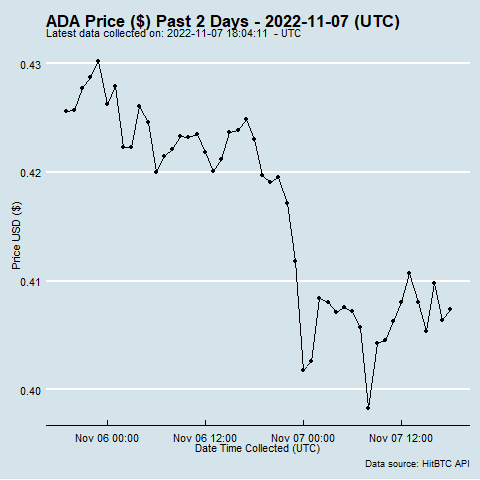 ADA Price ($) Past 2 Days - 2022-11-07 (UTC)
Latest data collected on: 2022-11-07 18:04:11 - UTC
0.43
0.42
0.41
0.40
Price USD ($)
Nov 06 00:00 Nov 06 12:00 Nov 07 00:00 Nov 07 12:00
Date Time Collected (UTC)
Data source: HitBTC API